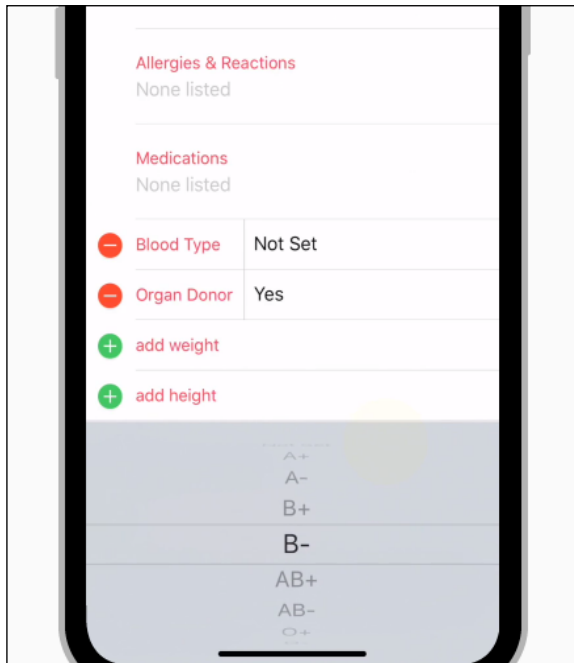 Allergies & Reactions
None listed
Medications
None listed
Blood Type Not Set
Organ Donor Yes
add weight
add height
A+
A-
B+
B-
AB+
AB-
O+